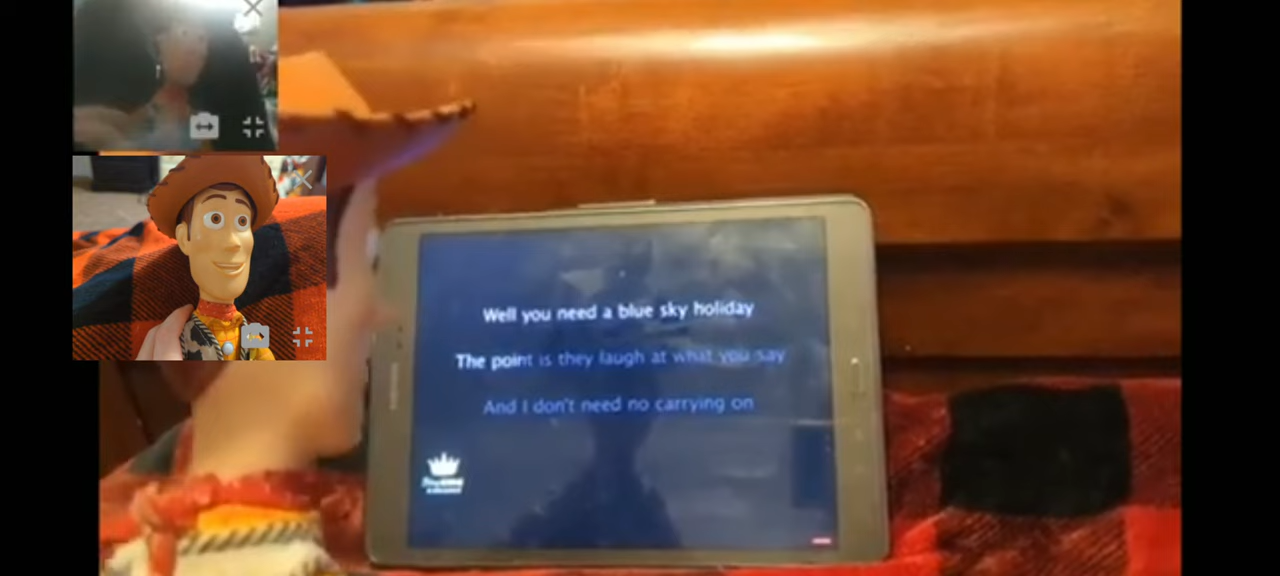 Well you need a blue sky holiday
The point is they laugh at what you say
And I don't need no carrying on
SAMSUNG